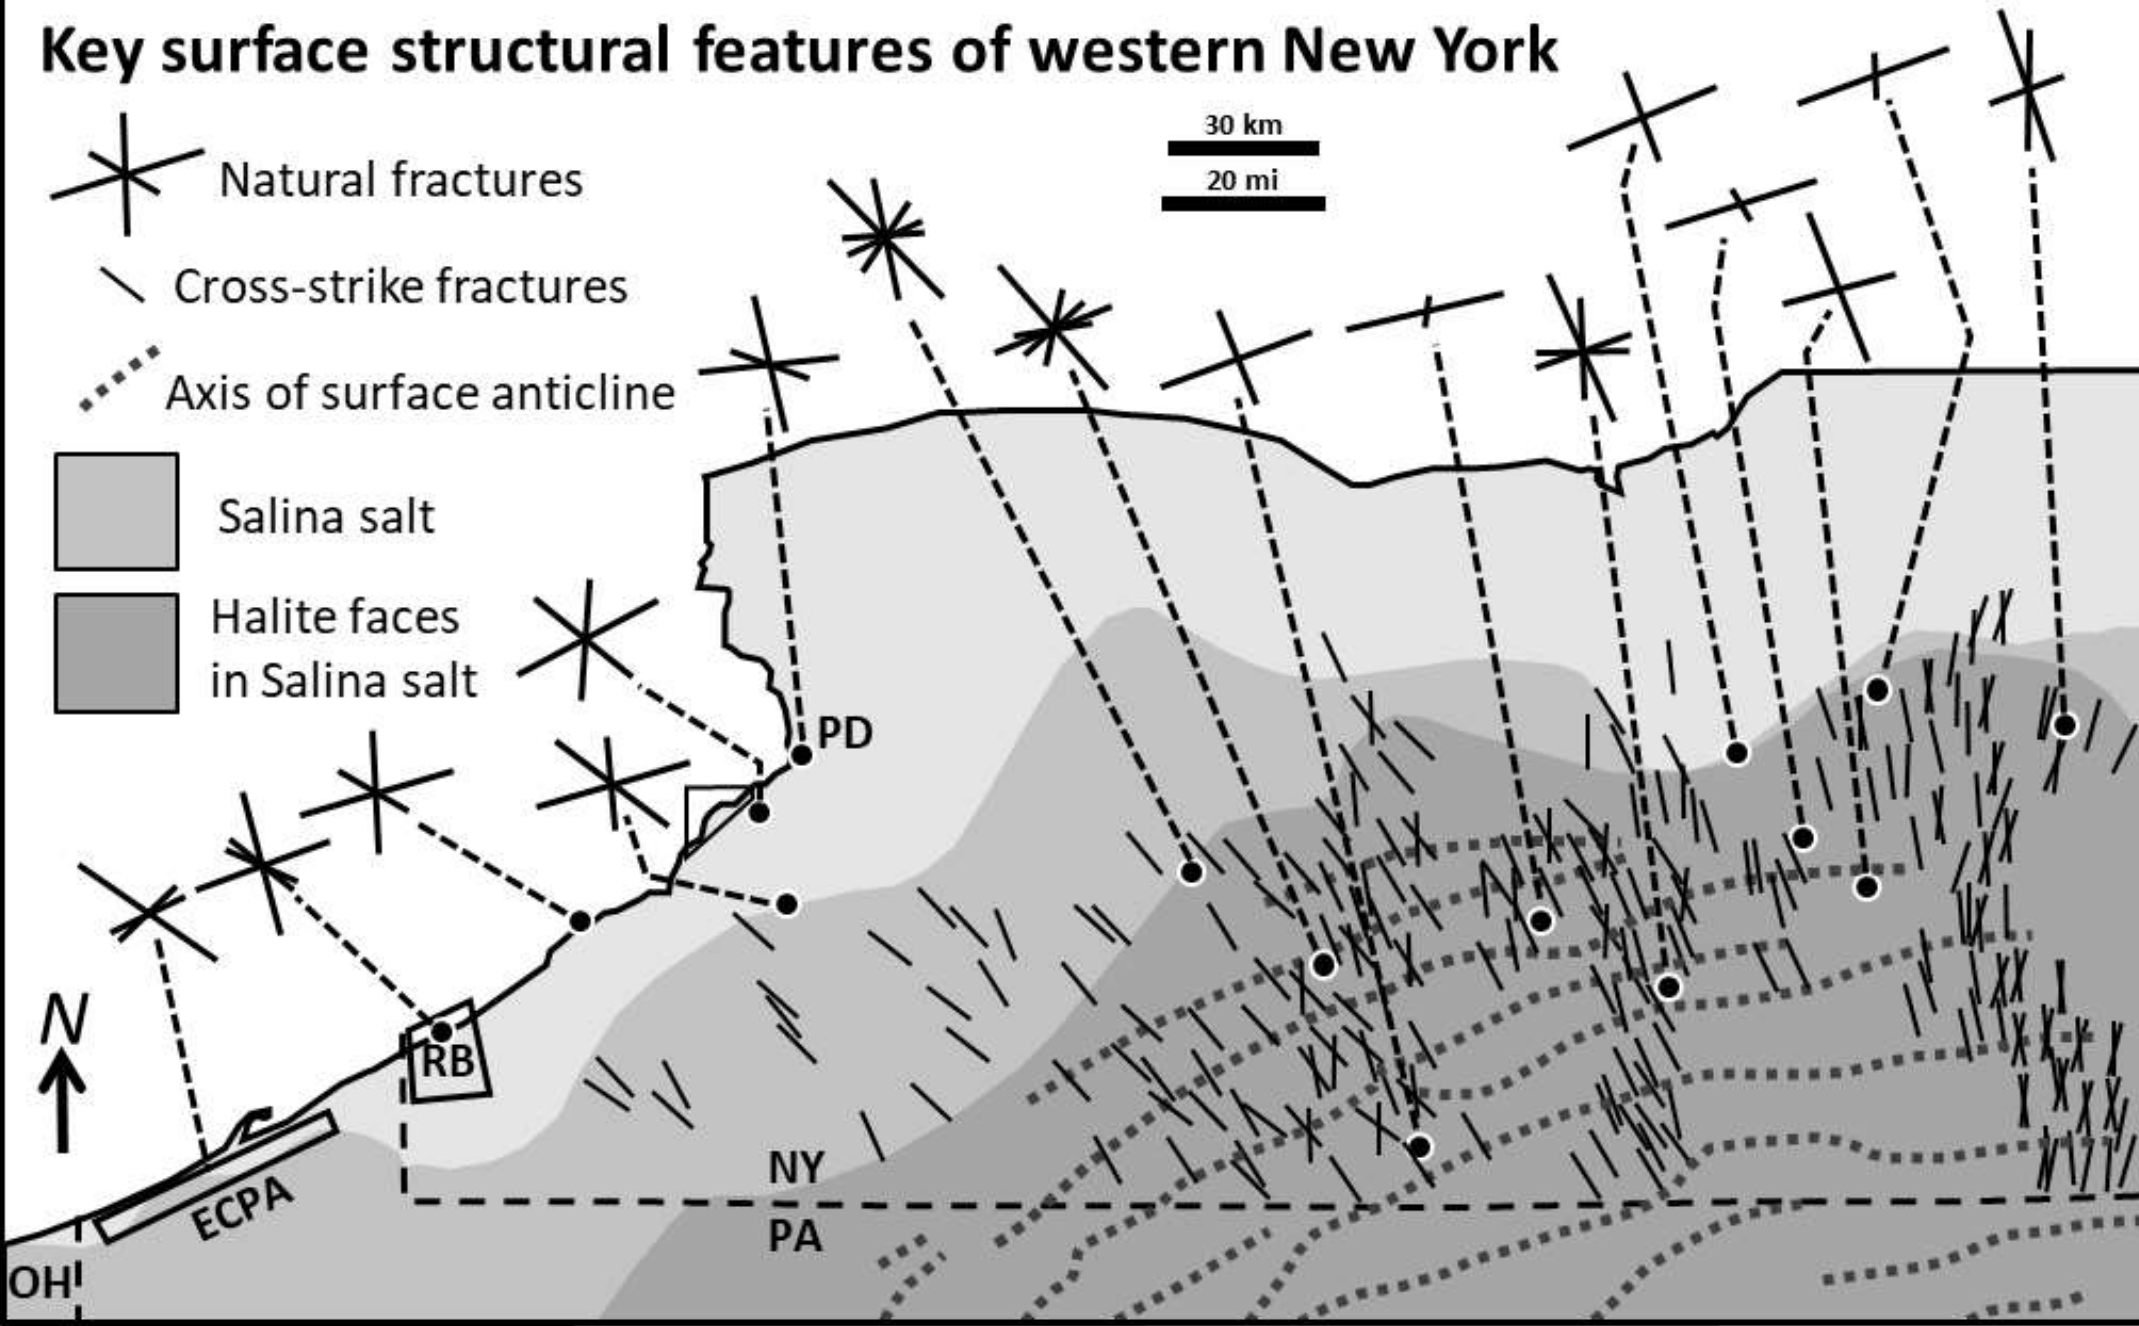 Key surface structural features of western New York
30 km
20 mi
Natural fractures
Cross-strike fractures
Axis of surface anticline
Salina salt
Halite faces
in Salina salt
PD
N
RB
ECPA
NY
PA
OH